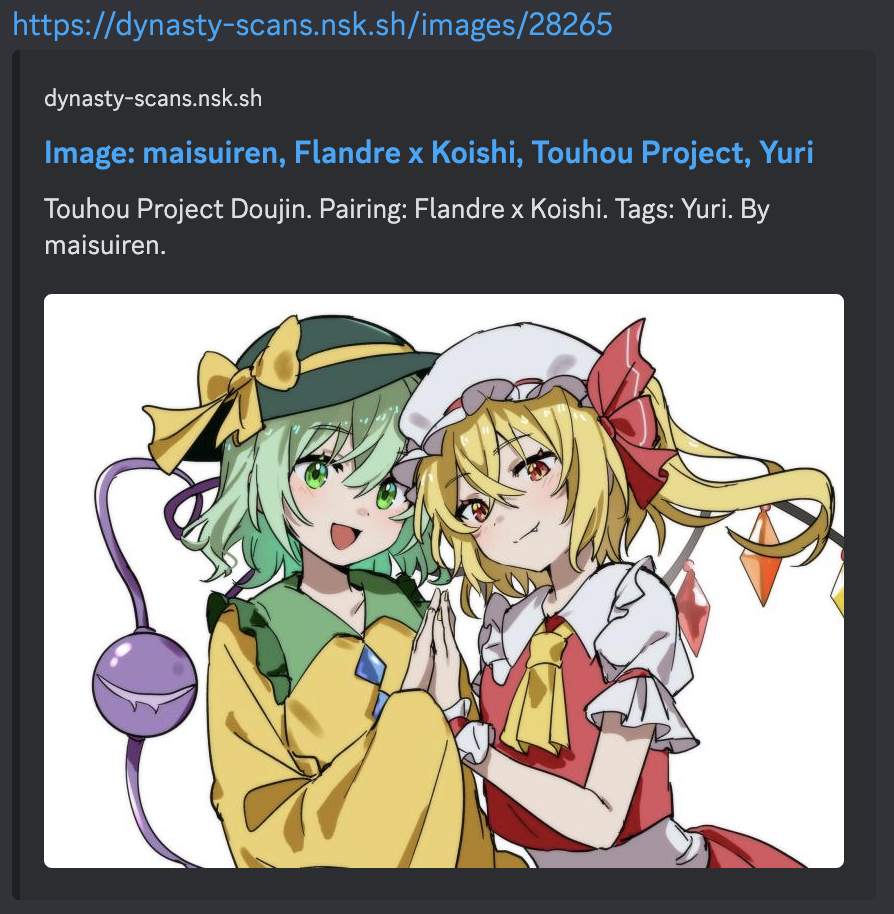 https://dynasty-scans.nsk.sh/images/28265
dynasty-scans.nsk.sh
Image: maisuiren, Flandre x Koishi, Touhou Project, Yuri
Touhou Project Doujin. Pairing: Flandre x Koishi. Tags: Yuri. By
maisuiren.